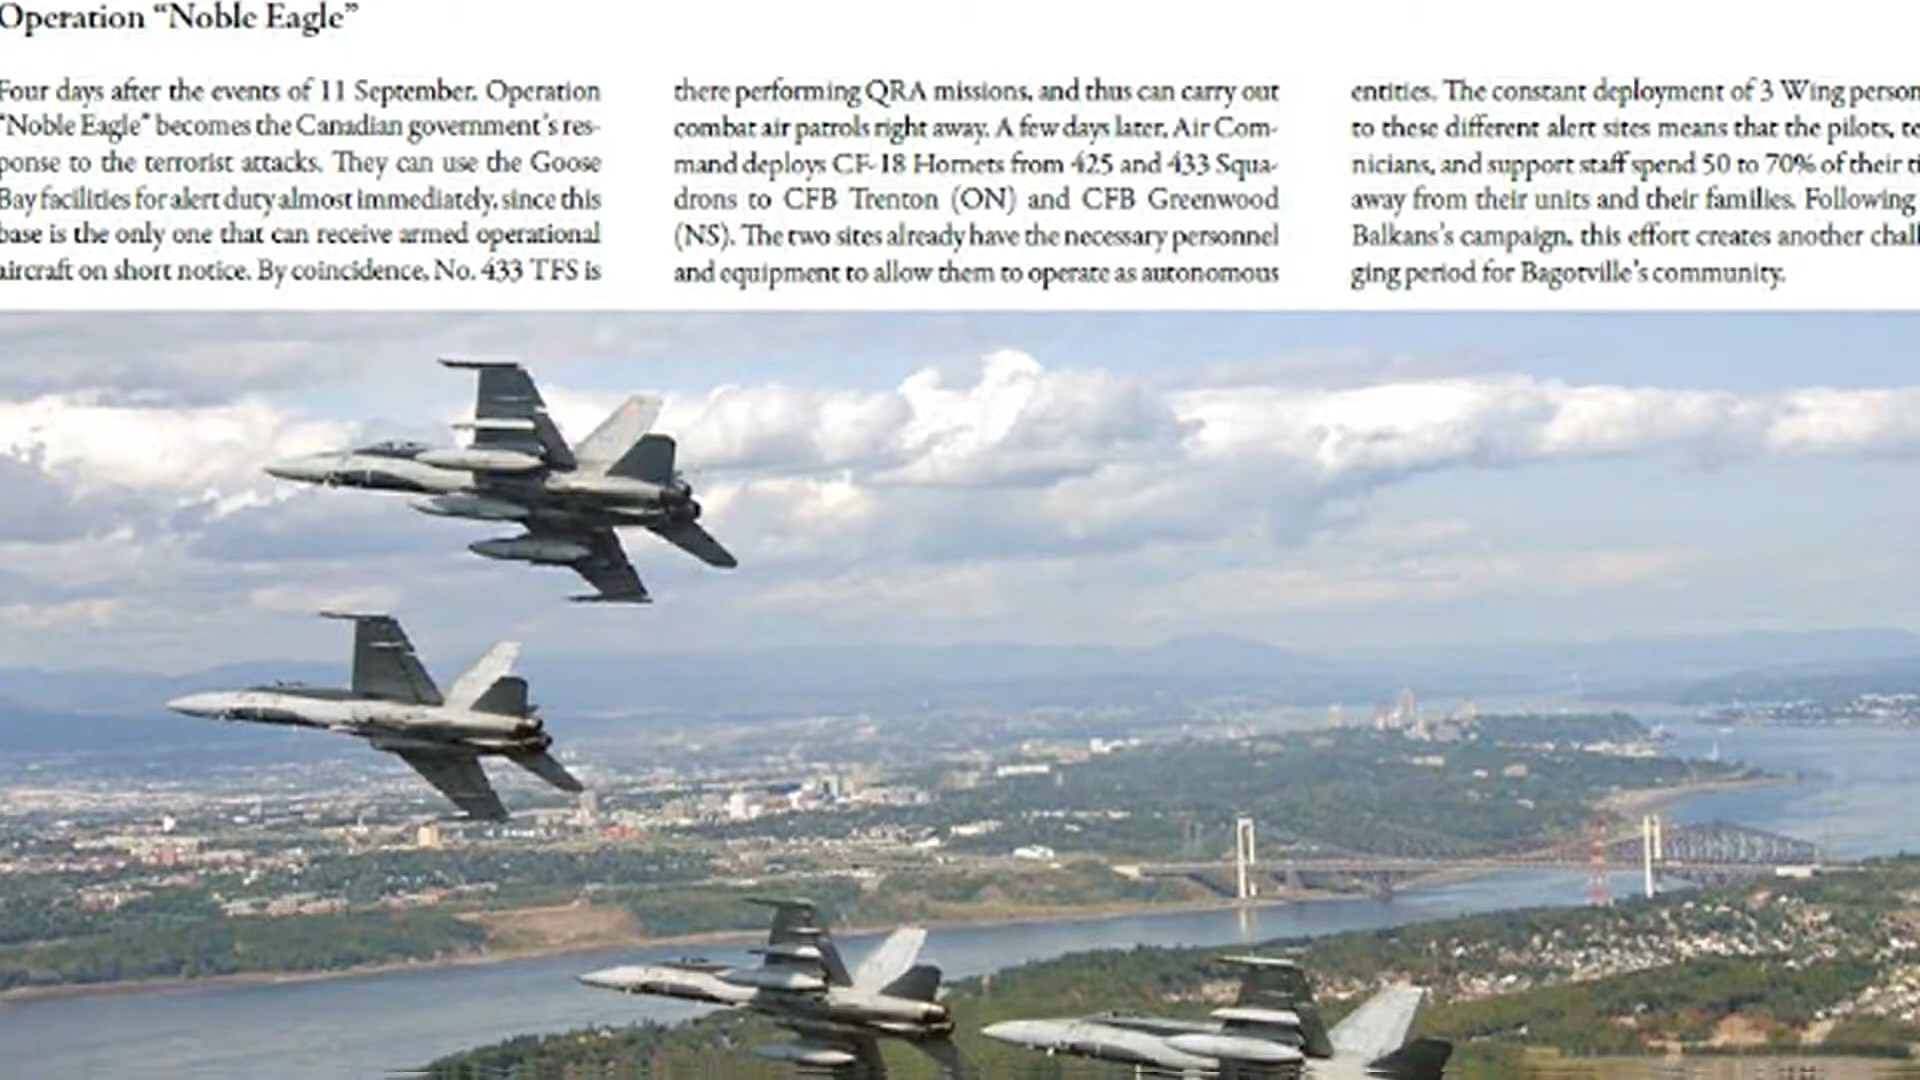 Operation “Noble Eagle”
Four days after the events of 11 September, Operation
“Noble Eagle” becomes the Canadian government’s res-
ponse to the terrorist attacks. They can use the Goose
Bay facilities for alert duty almost immediately, since this
base is the only one that can receive armed operational
aircraft on short notice. By coincidence, No. 433 TFS is
there performing QRA missions, and thus can carry out
combat air patrols right away. A few days later, Air Com-
mand deploys CF-18 Hornets from 425 and 433 Squa-
drons to CFB Trenton (ON) and CFB Greenwood
(NS). The two sites already have the necessary personnel
and equipment to allow them to operate as autonomous
entities. The constant deployment of 3 Wing person
to these different alert sites means that the pilots, te
nicians, and support staff spend 50 to 70% of their ti
away from their units and their families. Following
Balkans’s campaign, this effort creates another chall
ging period for Bagotville’s community.